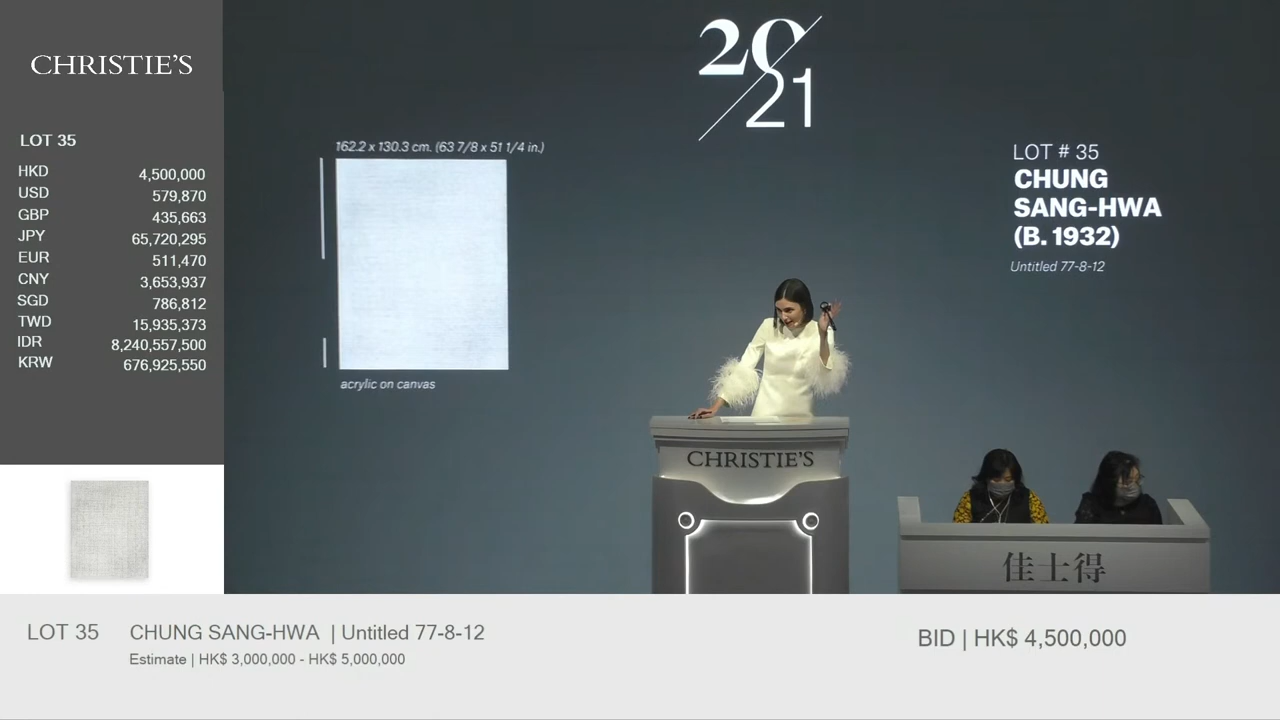 CHRISTIE'S
LOT 35
HKD 4,500,000
USD 579,870
GBP 435,663
JPY 65,720,295
EUR 511,470
CNY 3,653,937
SGD 786,812
TWD 15,935,373
IDR 8,240,557,500
KRW 676,925,550
20/21
162.2 x 130.3 cm. (63 7/8 x 51 1/4 in.)
acrylic on canvas
LOT # 35
CHUNG
SANG-HWA
(B. 1932)
Untitled 77-8-12
CHRISTIE'S
佳士得
LOT 35 CHUNG SANG-HWA | Untitled 77-8-12
Estimate | HK$ 3,000,000 - HK$ 5,000,000
BID | HK$ 4,500,000